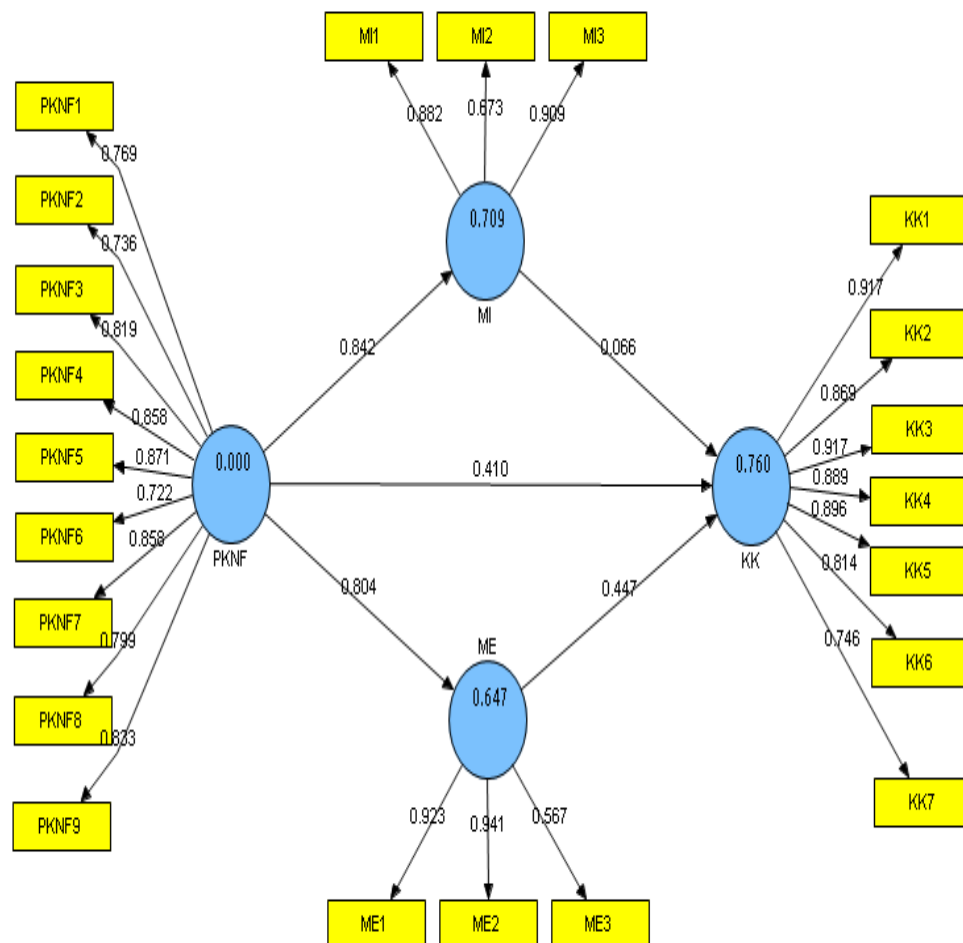 MI1 MI2 MI3
0.882 0.673 0.909
PKNF1
0.769
PKNF2
0.736
PKNF3
0.819
PKNF4
0.858
PKNF5
0.871
PKNF6
0.722
PKNF7
0.858
PKNF8
0.799
PKNF9
0.833
0.000
PKNF
0.709
MI
0.842
0.066
0.410
0.804
0.447
ME
0.647
0.760
KK
KK1
0.917
KK2
0.869
KK3
0.917
KK4
0.889
KK5
0.896
KK6
0.814
KK7
0.746
0.923 0.941 0.567
ME1 ME2 ME3